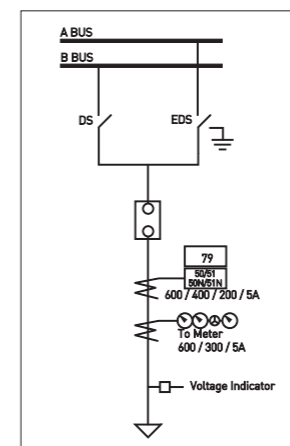 A BUS
B BUS
DS
EDS
79
50/51
50N/51N
600 / 400 / 200 / 5A
To Meter
600 / 300 / 5A
Voltage Indicator